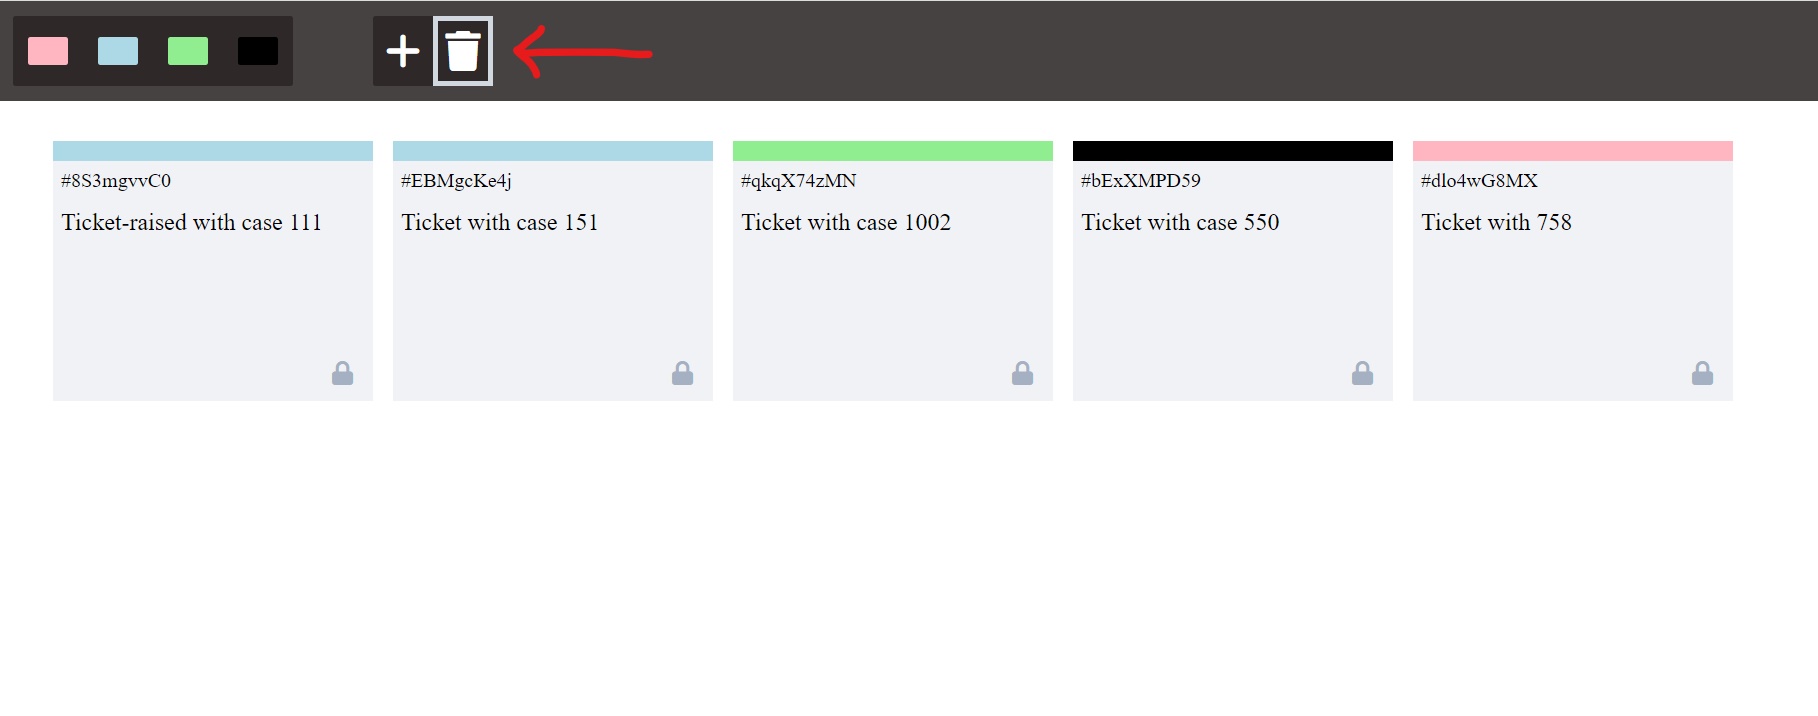 #8S3mgvvC0
Ticket-raised with case 111
#EBMgcKe4j
Ticket with case 151
#qkqX74zMN
Ticket with case 1002
#bExXMPD59
Ticket with case 550
#dlo4wG8MX
Ticket with 758